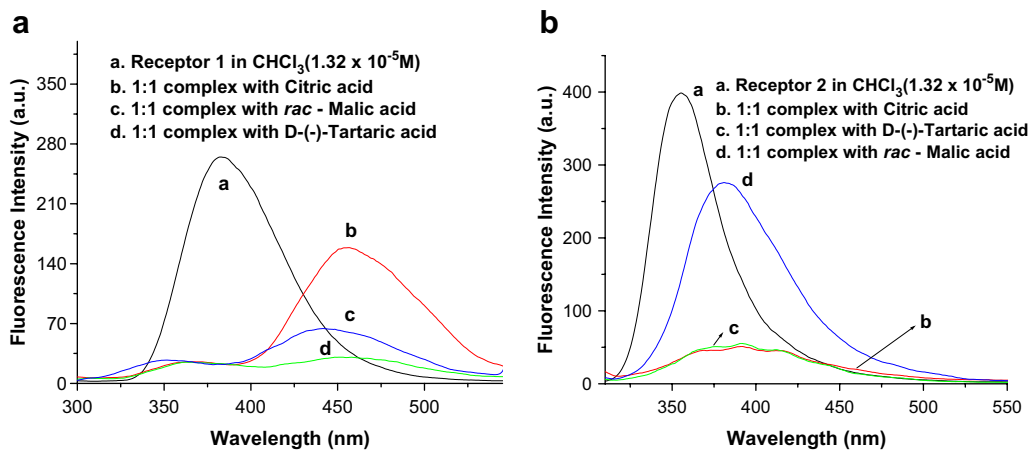 a
a. Receptor 1 in CHCl₃(1.32 x 10⁻⁵M)
b. 1:1 complex with Citric acid
c. 1:1 complex with rac - Malic acid
d. 1:1 complex with D-(-)-Tartaric acid
a
b
c
d
350
280
210
140
70
0
300
350
400
450
500
Fluorescence Intensity (a.u.)
Wavelength (nm)
b
a. Receptor 2 in CHCl₃(1.32 x 10⁻⁵M)
b. 1:1 complex with Citric acid
c. 1:1 complex with D-(-)-Tartaric acid
d. 1:1 complex with rac - Malic acid
a
d
c
b
400
300
200
100
0
350
400
450
500
550
Fluorescence Intensity (a.u.)
Wavelength (nm)